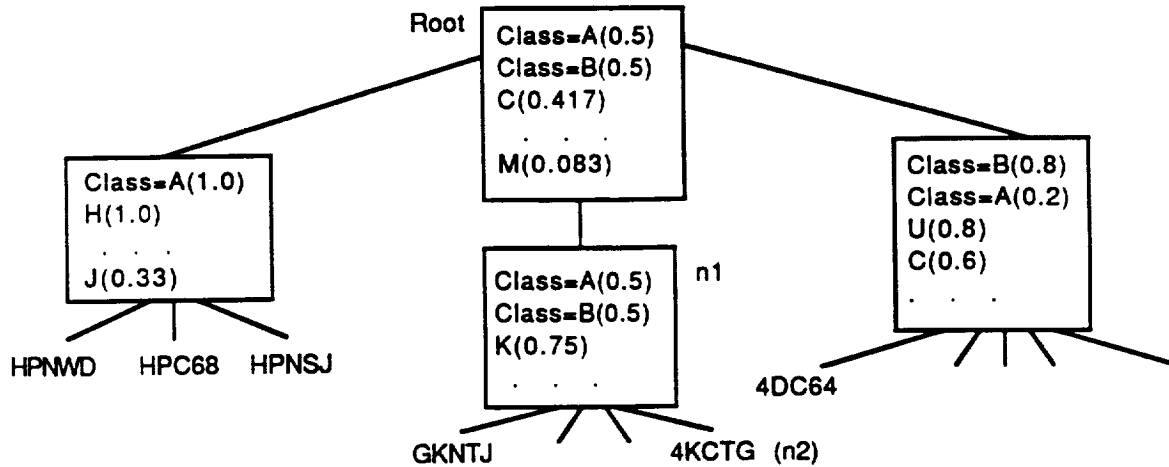 Root
Class=A(0.5)
Class=B(0.5)
C(0.417)
. . .
M(0.083)
Class=A(1.0)
H(1.0)
. . .
J(0.33)
Class=B(0.8)
Class=A(0.2)
U(0.8)
C(0.6)
. . .
n1
Class=A(0.5)
Class=B(0.5)
K(0.75)
. . .
HPNWD HPC68 HPNSJ
4DC64
GKNTJ 4KCTG (n2)